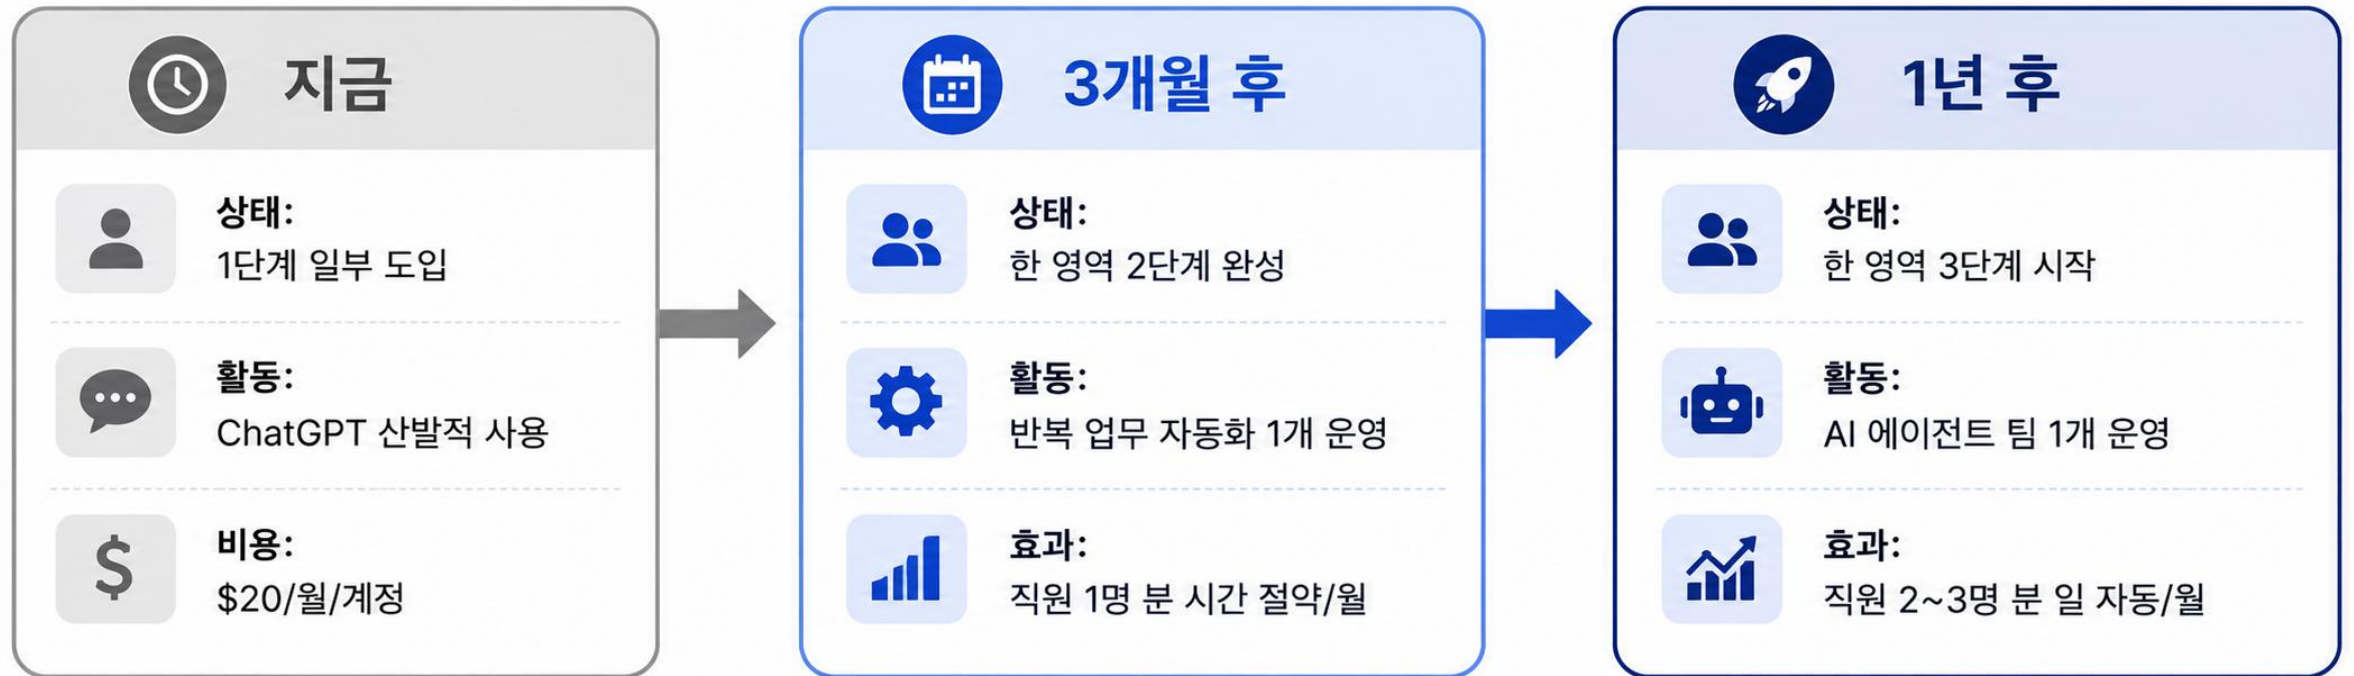 지금
상태:
1단계 일부 도입
활동:
ChatGPT 산발적 사용
비용:
$20/월/계정
3개월 후
상태:
한 영역 2단계 완성
활동:
반복 업무 자동화 1개 운영
효과:
직원 1명 분 시간 절약/월
1년 후
상태:
한 영역 3단계 시작
활동:
AI 에이전트 팀 1개 운영
효과:
직원 2~3명 분 일 자동/월